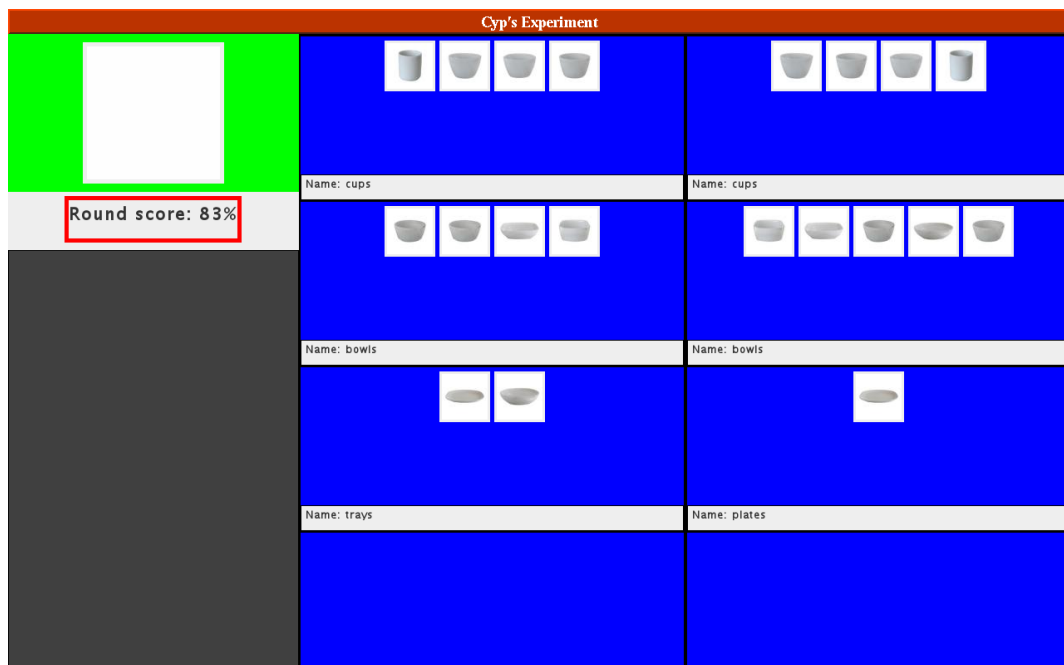 Cyp's Experiment
Round score: 83%
Name: cups
Name: cups
Name: bowls
Name: bowls
Name: trays
Name: plates